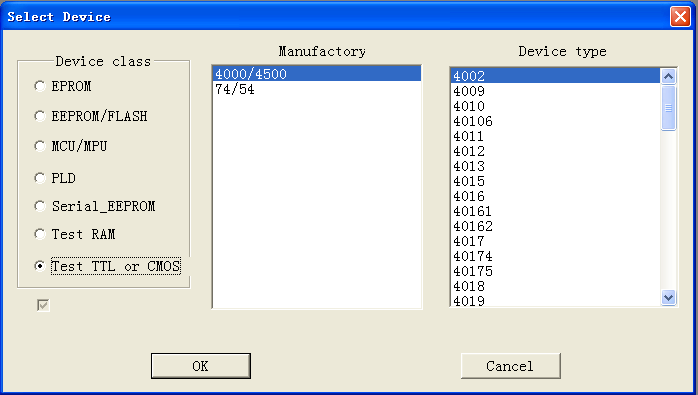 Select Device
Device class
EPROM
EEPROM/FLASH
MCU/MPU
PLD
Serial_EEPROM
Test RAM
Test TTL or CMOS
Manufactory
4000/4500
74/54
Device type
4002
4009
4010
40106
4011
4012
4013
4015
4016
40161
40162
4017
40174
40175
4018
4019
OK
Cancel